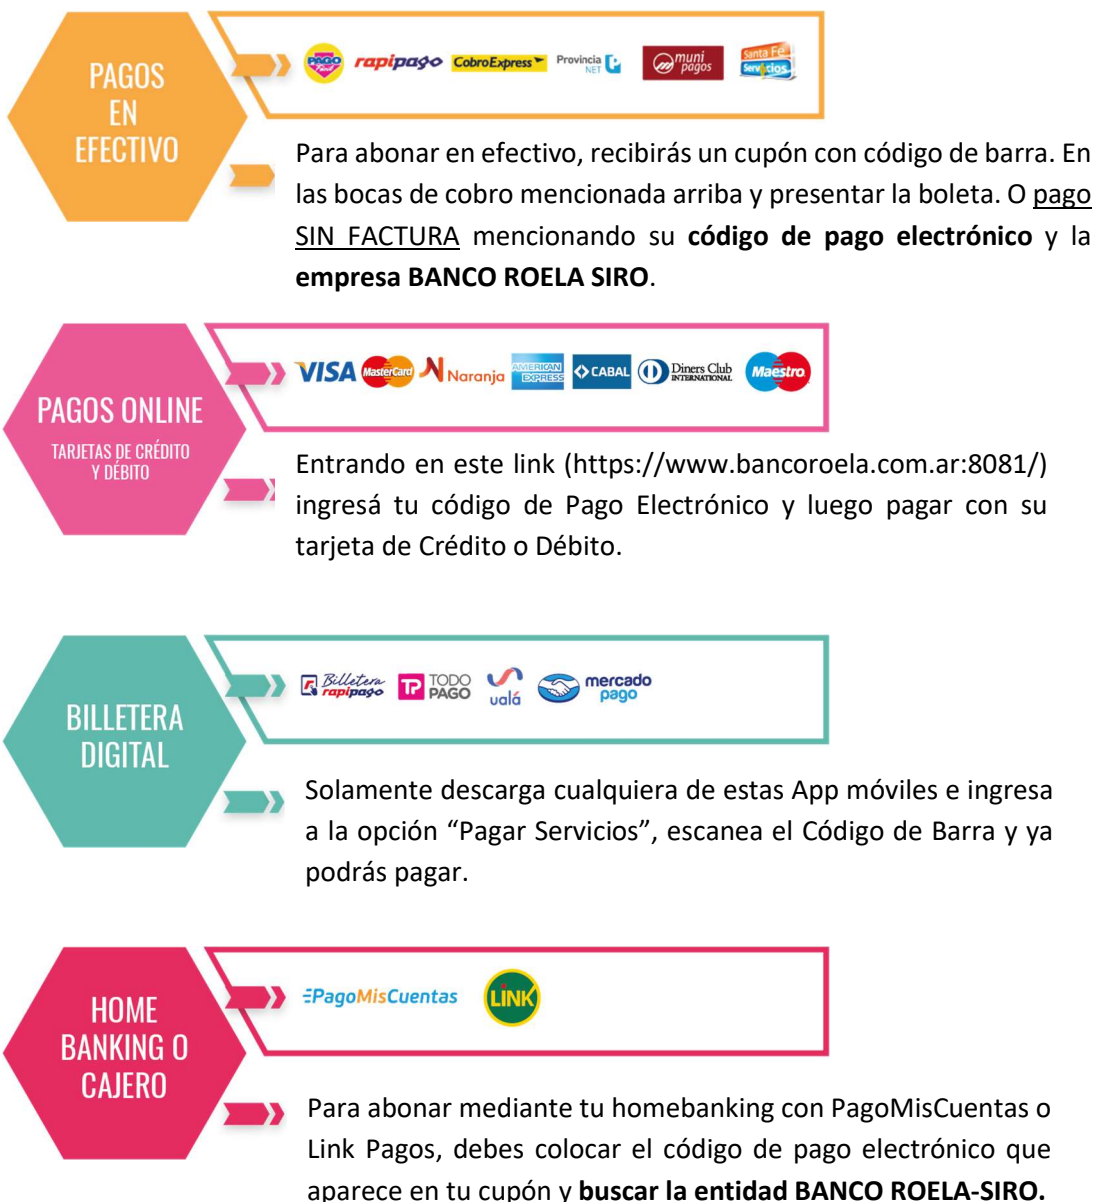 PAGOS
EN
EFECTIVO
PAGO fácil rapipago CobroExpress Provincia NET muni pagos Santa Fe Servicios
Para abonar en efectivo, recibirás un cupón con código de barra. En
las bocas de cobro mencionada arriba y presentar la boleta. O pago
SIN FACTURA mencionando su código de pago electrónico y la
empresa BANCO ROELA SIRO.
PAGOS ONLINE
TARJETAS DE CRÉDITO
Y DÉBITO
VISA MasterCard Naranja AMERICAN EXPRESS CABAL Diners Club INTERNATIONAL Maestro
Entrando en este link (https://www.bancoroela.com.ar:8081/)
ingresá tu código de Pago Electrónico y luego pagar con su
tarjeta de Crédito o Débito.
BILLETERA
DIGITAL
Billetera rapipago TP TODO PAGO ualá mercado pago
Solamente descarga cualquiera de estas App móviles e ingresa
a la opción “Pagar Servicios”, escanea el Código de Barra y ya
podrás pagar.
HOME
BANKING O
CAJERO
PagoMisCuentas LINK
Para abonar mediante tu homebanking con PagoMisCuentas o
Link Pagos, debes colocar el código de pago electrónico que
aparece en tu cupón y buscar la entidad BANCO ROELA-SIRO.